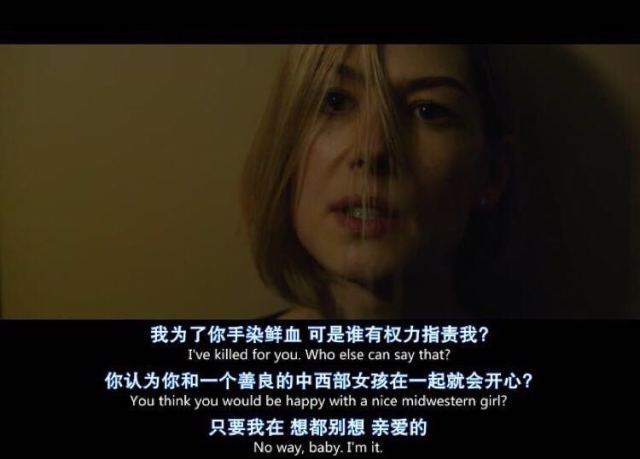 我为了你手染鲜血 可是谁有权力指责我?
I've killed for you. Who else can say that?
你认为你和一个善良的中西部女孩在一起就会开心?
You think you would be happy with a nice midwestern girl?
只要我在 想都别想 亲爱的
No way, baby. I'm it.